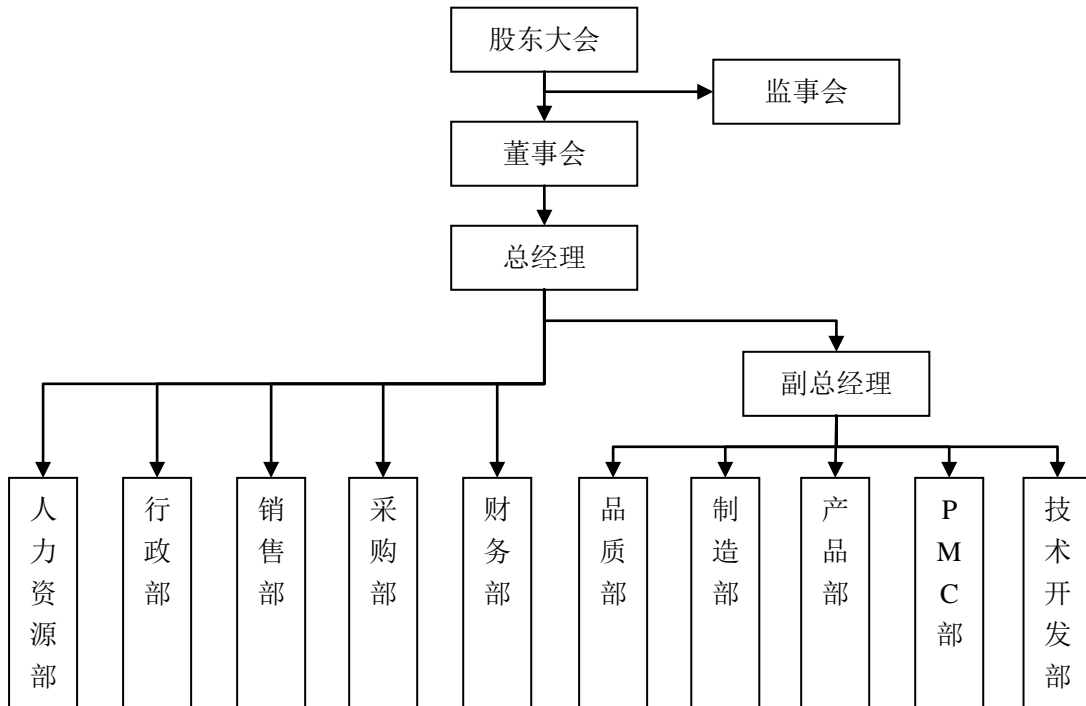 股东大会
监事会
董事会
总经理
副总经理
人力资源部
行政部
销售部
采购部
财务部
品质部
制造部
产品部
PMC部
技术开发部